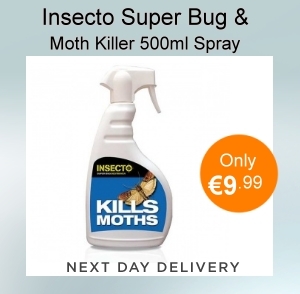 Insecto Super Bug &
Moth Killer 500ml Spray
INSECTO
KILLS
MOTHS
Only
€9.99
NEXT DAY DELIVERY